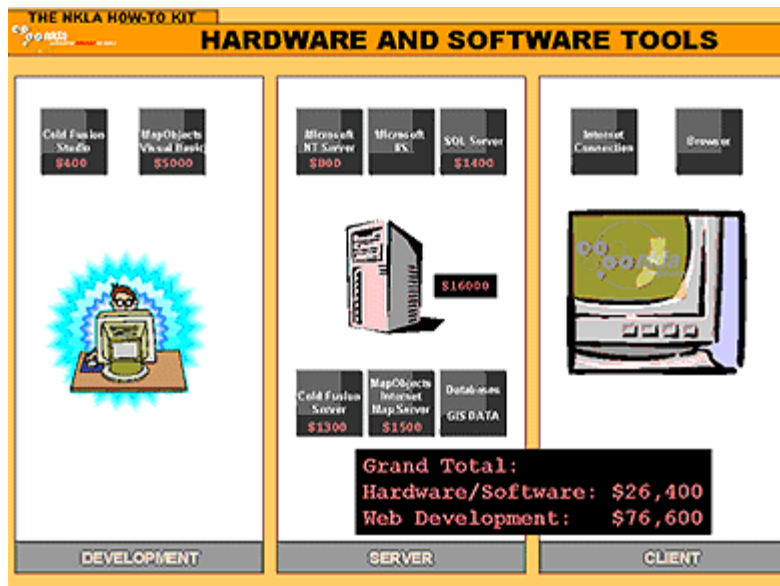 THE NKLA HOW-TO KIT
nkla
HARDWARE AND SOFTWARE TOOLS
Cold Fusion
Studio
$400
MapObjects
Visual Basic
$5000
Microsoft
NT Server
$800
Microsoft
IIS
SQL Server
$1400
Internet
Connection
Browser
$16000
nkla
Cold Fusion
Server
$1300
MapObjects
Internet
Map Server
$1500
Databases
GIS DATA
Grand Total:
Hardware/Software: $26,400
Web Development: $76,600
DEVELOPMENT
SERVER
CLIENT